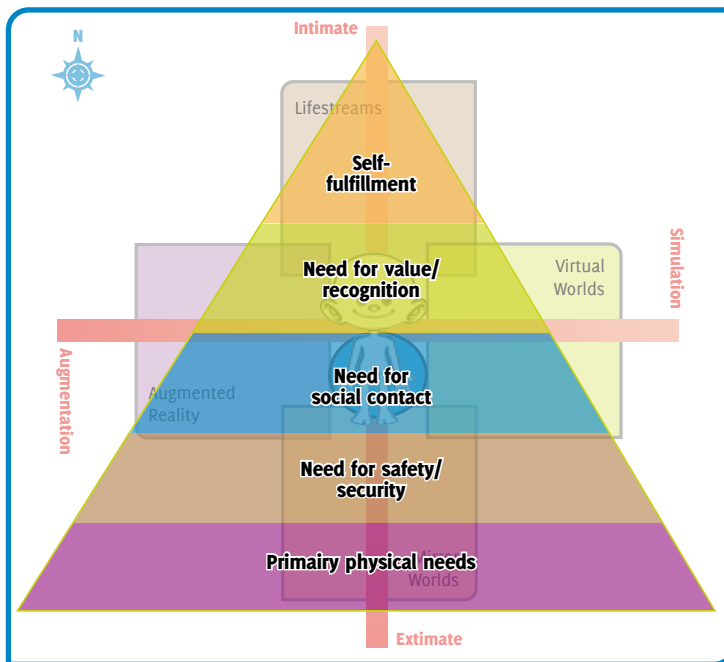 Intimate
N
Lifestreams
Self-
fulfillment
Need for value/
recognition
Virtual
Worlds
Simulation
Augmentation
Augmented
Reality
Need for
social contact
Need for safety/
security
Primairy physical needs
Mirror
Worlds
Extimate